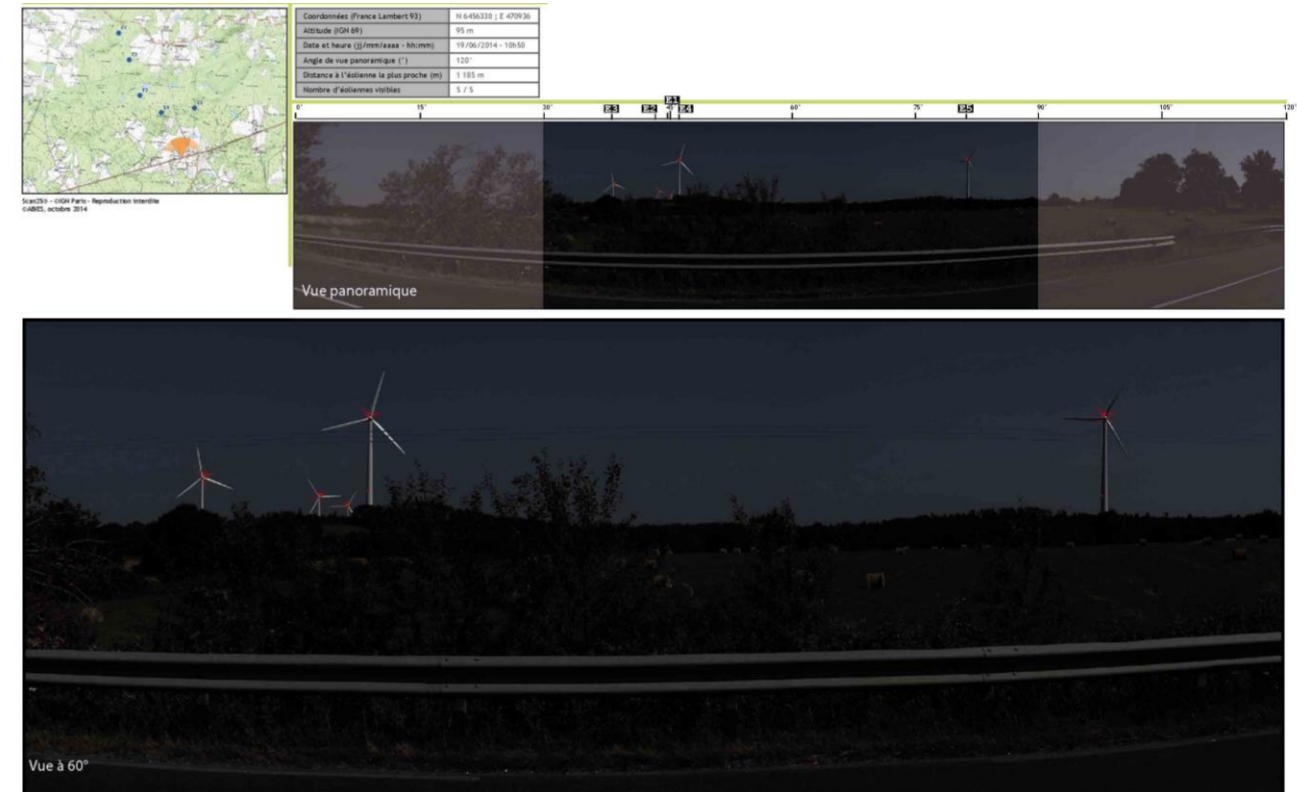 Coordonnées (France Lambert 93) N 6456330 ; E 470936
Altitude (IGN 69) 95 m
Date et heure (jj/mm/aaaa - hh:mm) 19/06/2014 - 10h50
Angle de vue panoramique (°) 120°
Distance à l'éolienne la plus proche (m) 1 185 m
Nombre d'éoliennes visibles 5 / 5
E1
E3 E2 E4 E5
0° 15° 30° 60° 75° 90° 105° 120°
Scan25® - ©IGN Paris - Reproduction interdite
©ABIES, octobre 2014
Vue panoramique
Vue à 60°